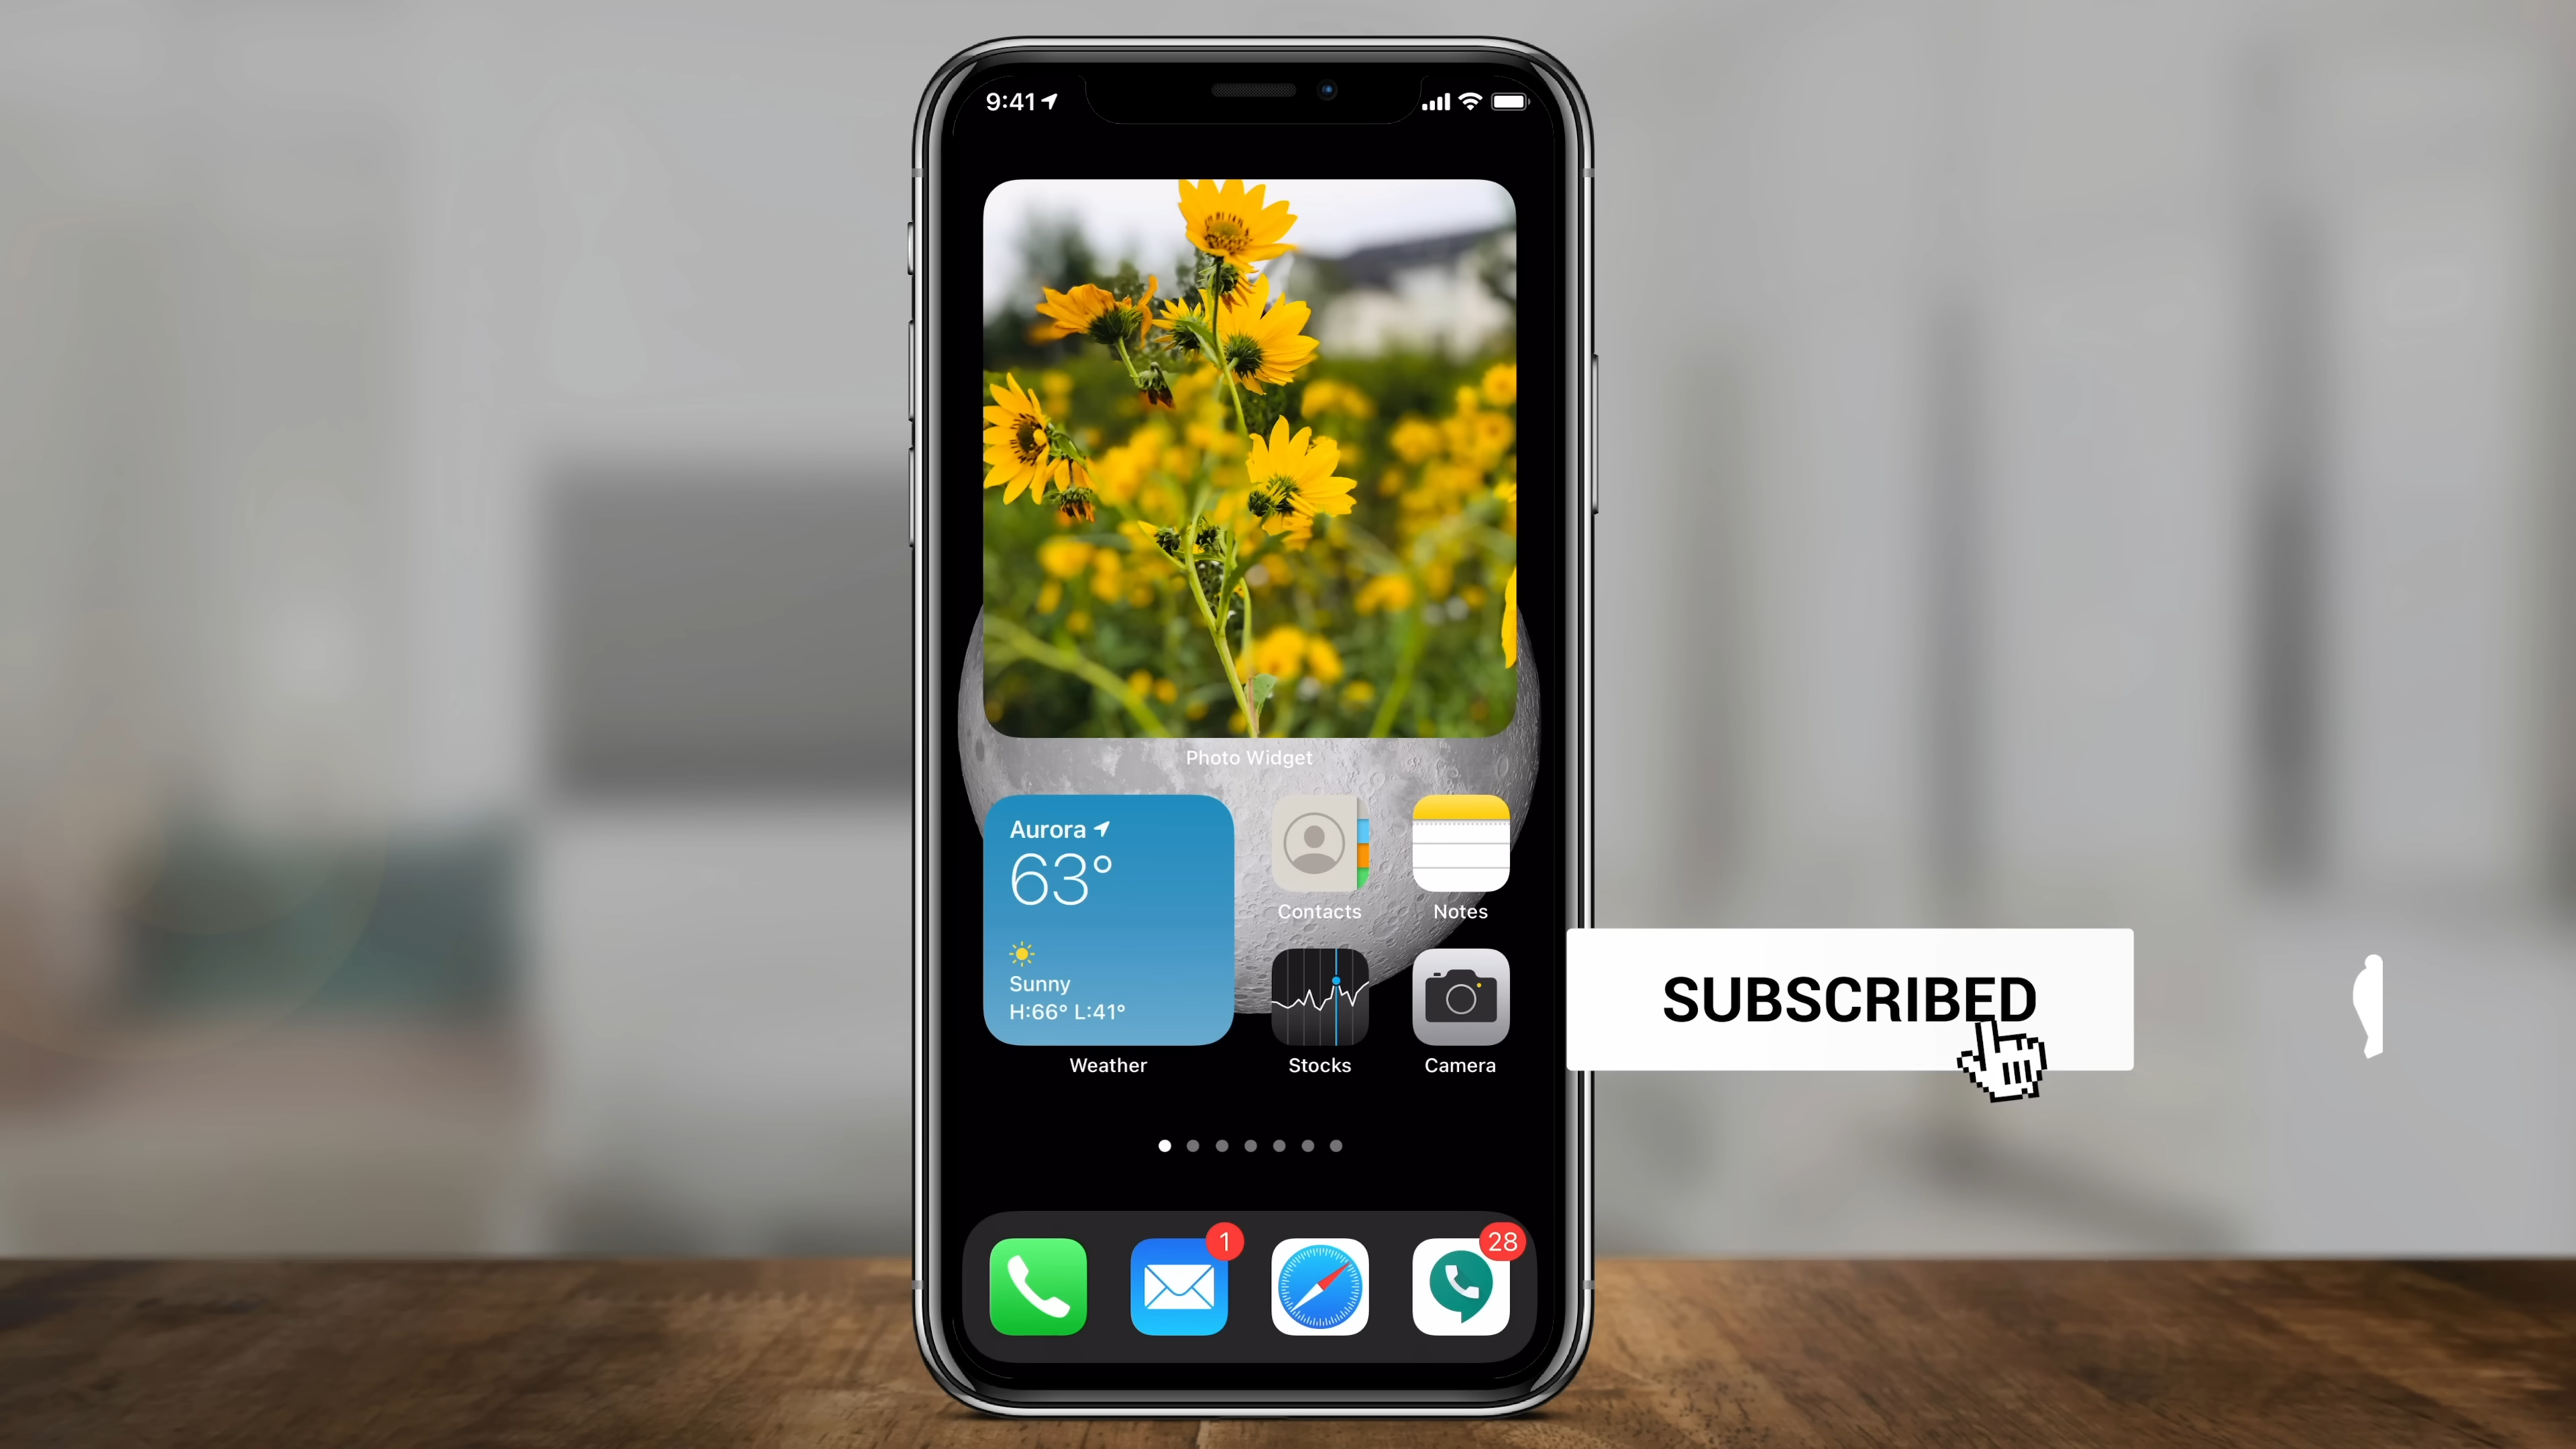 9:41
Photo Widget
Aurora
63°
Sunny
H:66° L:41°
Weather
Contacts
Notes
Stocks
Camera
SUBSCRIBED
1
28